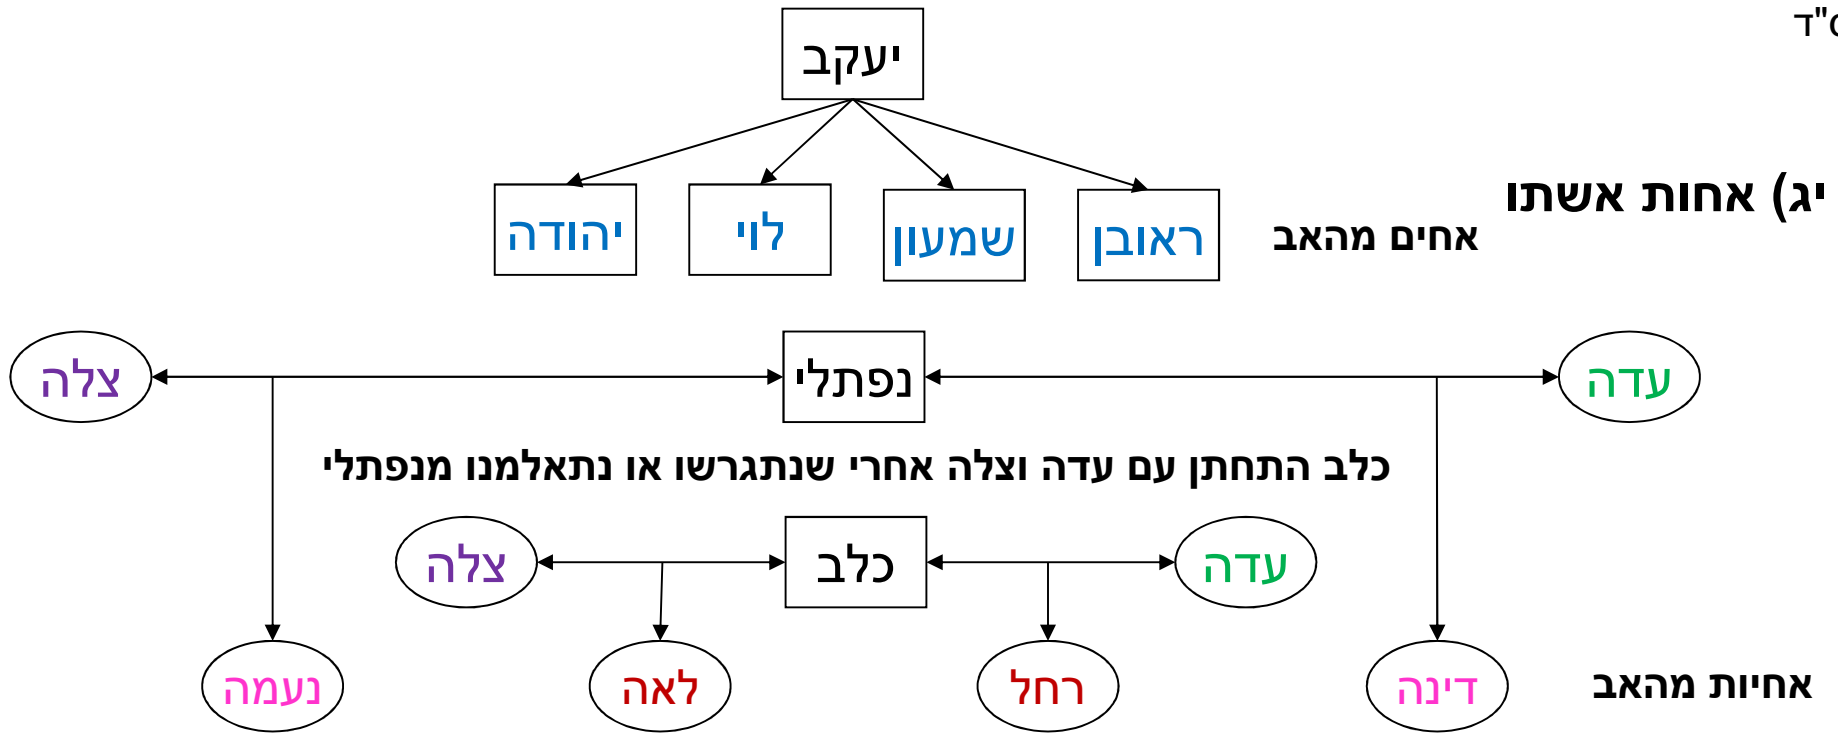 יעקב
יג) אחות אשתו
אחים מהאב
ראובן
שמעון
לוי
יהודה
עדה
נפתלי
צלה
כלב התחתן עם עדה וצלה אחרי שנתגרשו או נתאלמנו מנפתלי
עדה
כלב
צלה
אחיות מהאב
דינה
רחל
לאה
נעמה